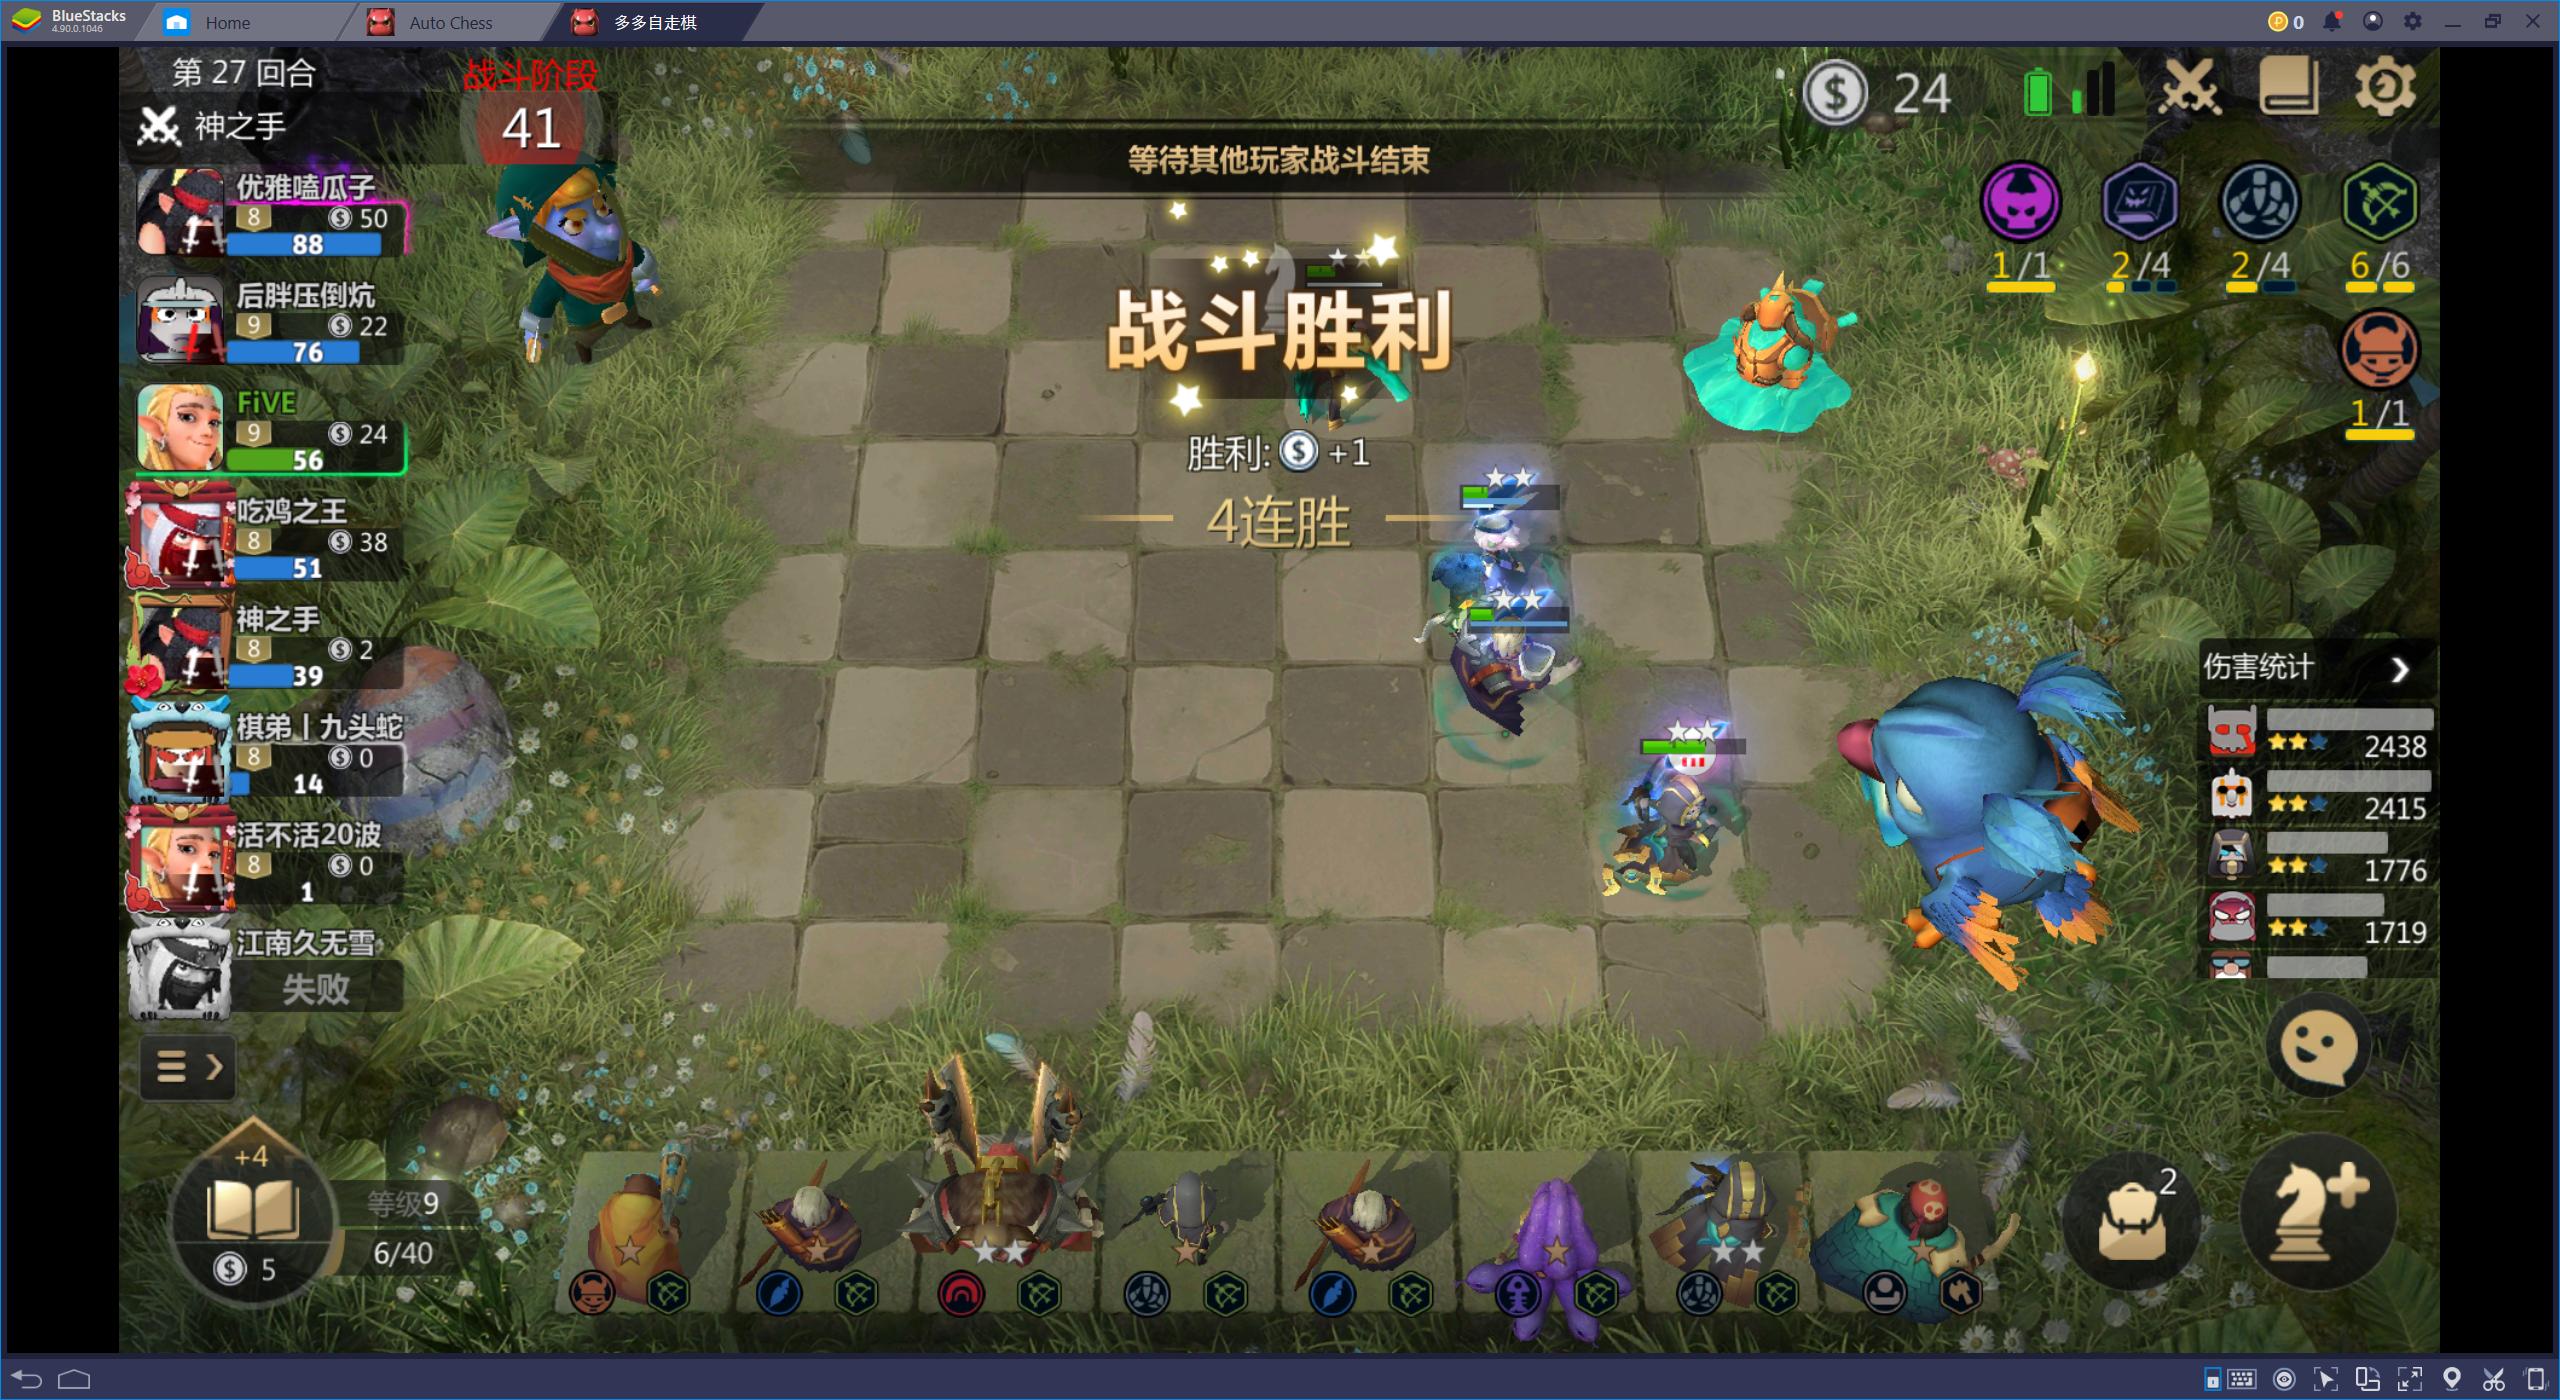 BlueStacks
4.90.0.1046
Home
Auto Chess
多多自走棋
0
第 27 回合
战斗阶段
神之手
41
等待其他玩家战斗结束
24
优雅嗑瓜子
8 50
88
后胖压倒炕
9 22
76
FiVE
9 24
56
吃鸡之王
8 38
51
神之手
8 2
39
棋弟丨九头蛇
8 0
14
活不活20波
8 0
1
江南久无雪
失败
战斗胜利
胜利: +1
4连胜
1/1
2/4
2/4
6/6
1/1
伤害统计
2438
2415
1776
1719
+4
5
等级9
6/40
2